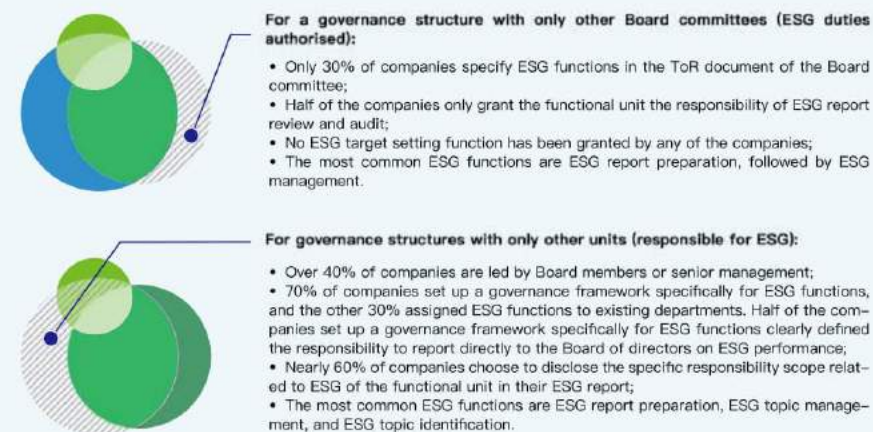 For a governance structure with only other Board committees (ESG duties
authorised):
• Only 30% of companies specify ESG functions in the ToR document of the Board
committee;
• Half of the companies only grant the functional unit the responsibility of ESG report
review and audit;
• No ESG target setting function has been granted by any of the companies;
• The most common ESG functions are ESG report preparation, followed by ESG
management.
For governance structures with only other units (responsible for ESG):
• Over 40% of companies are led by Board members or senior management;
• 70% of companies set up a governance framework specifically for ESG functions,
and the other 30% assigned ESG functions to existing departments. Half of the com-
panies set up a governance framework specifically for ESG functions clearly defined
the responsibility to report directly to the Board of directors on ESG performance;
• Nearly 60% of companies choose to disclose the specific responsibility scope relat-
ed to ESG of the functional unit in their ESG report;
• The most common ESG functions are ESG report preparation, ESG topic manage-
ment, and ESG topic identification.